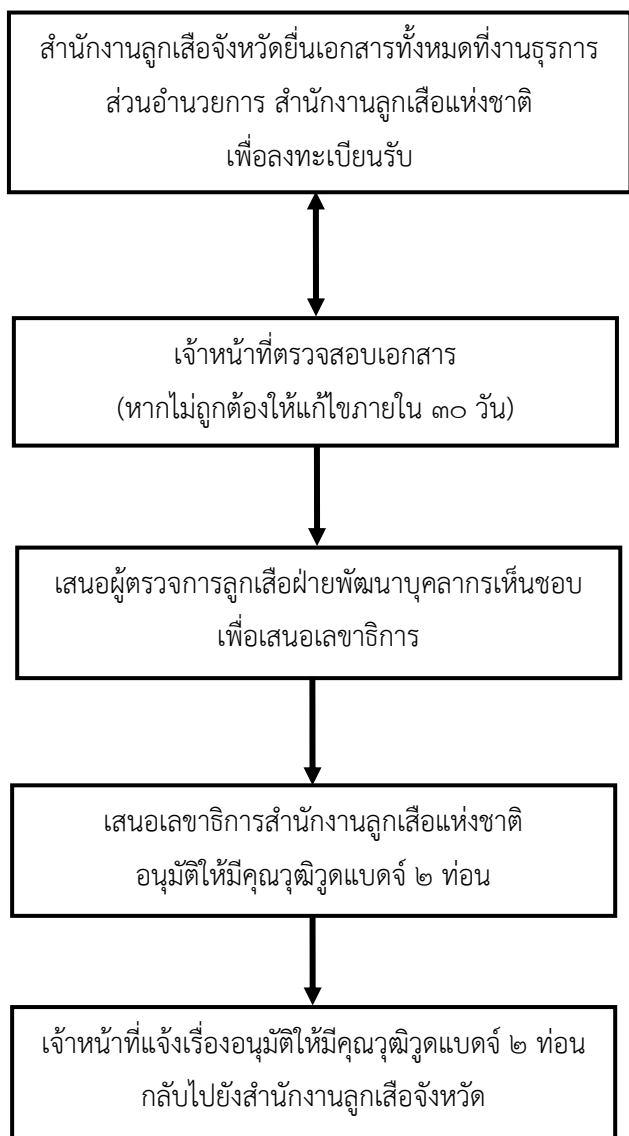 สำนักงานลูกเสือจังหวัดยื่นเอกสารทั้งหมดที่งานธุรการ
ส่วนอำนวยการ สำนักงานลูกเสือแห่งชาติ
เพื่อลงทะเบียนรับ
เจ้าหน้าที่ตรวจสอบเอกสาร
(หากไม่ถูกต้องให้แก้ไขภายใน ๓๐ วัน)
เสนอผู้ตรวจการลูกเสือฝ่ายพัฒนาบุคลากรเห็นชอบ
เพื่อเสนอเลขาธิการ
เสนอเลขาธิการสำนักงานลูกเสือแห่งชาติ
อนุมัติให้มีคุณวุฒิวูดแบดจ์ ๒ ท่อน
เจ้าหน้าที่แจ้งเรื่องอนุมัติให้มีคุณวุฒิวูดแบดจ์ ๒ ท่อน
กลับไปยังสำนักงานลูกเสือจังหวัด